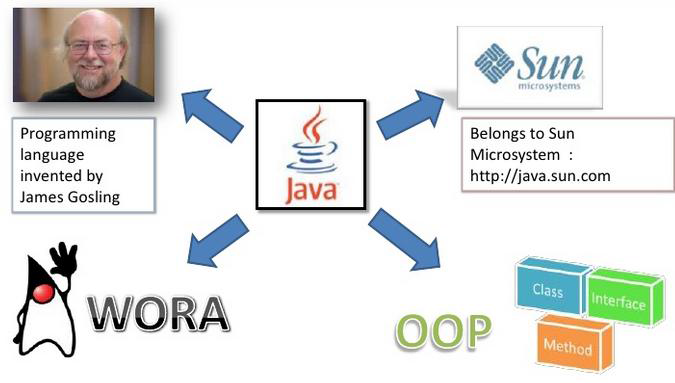 Programming
language
invented by
James Gosling
Java
Sun
microsystems
Belongs to Sun
Microsystem :
http://java.sun.com
WORA
OOP
Class
Interface
Method